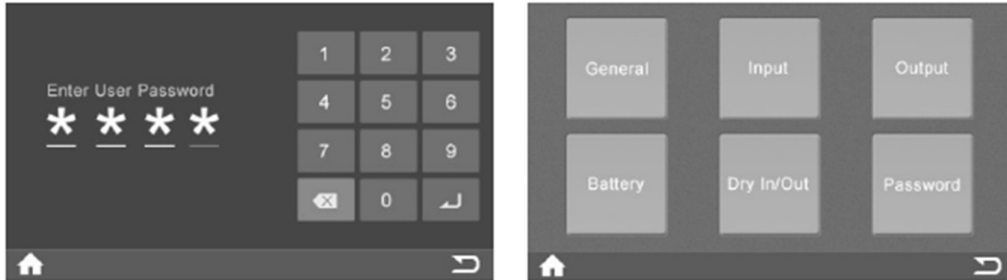 Enter User Password
* * * *
1 2 3
4 5 6
7 8 9
0
General Input Output
Battery Dry In/Out Password